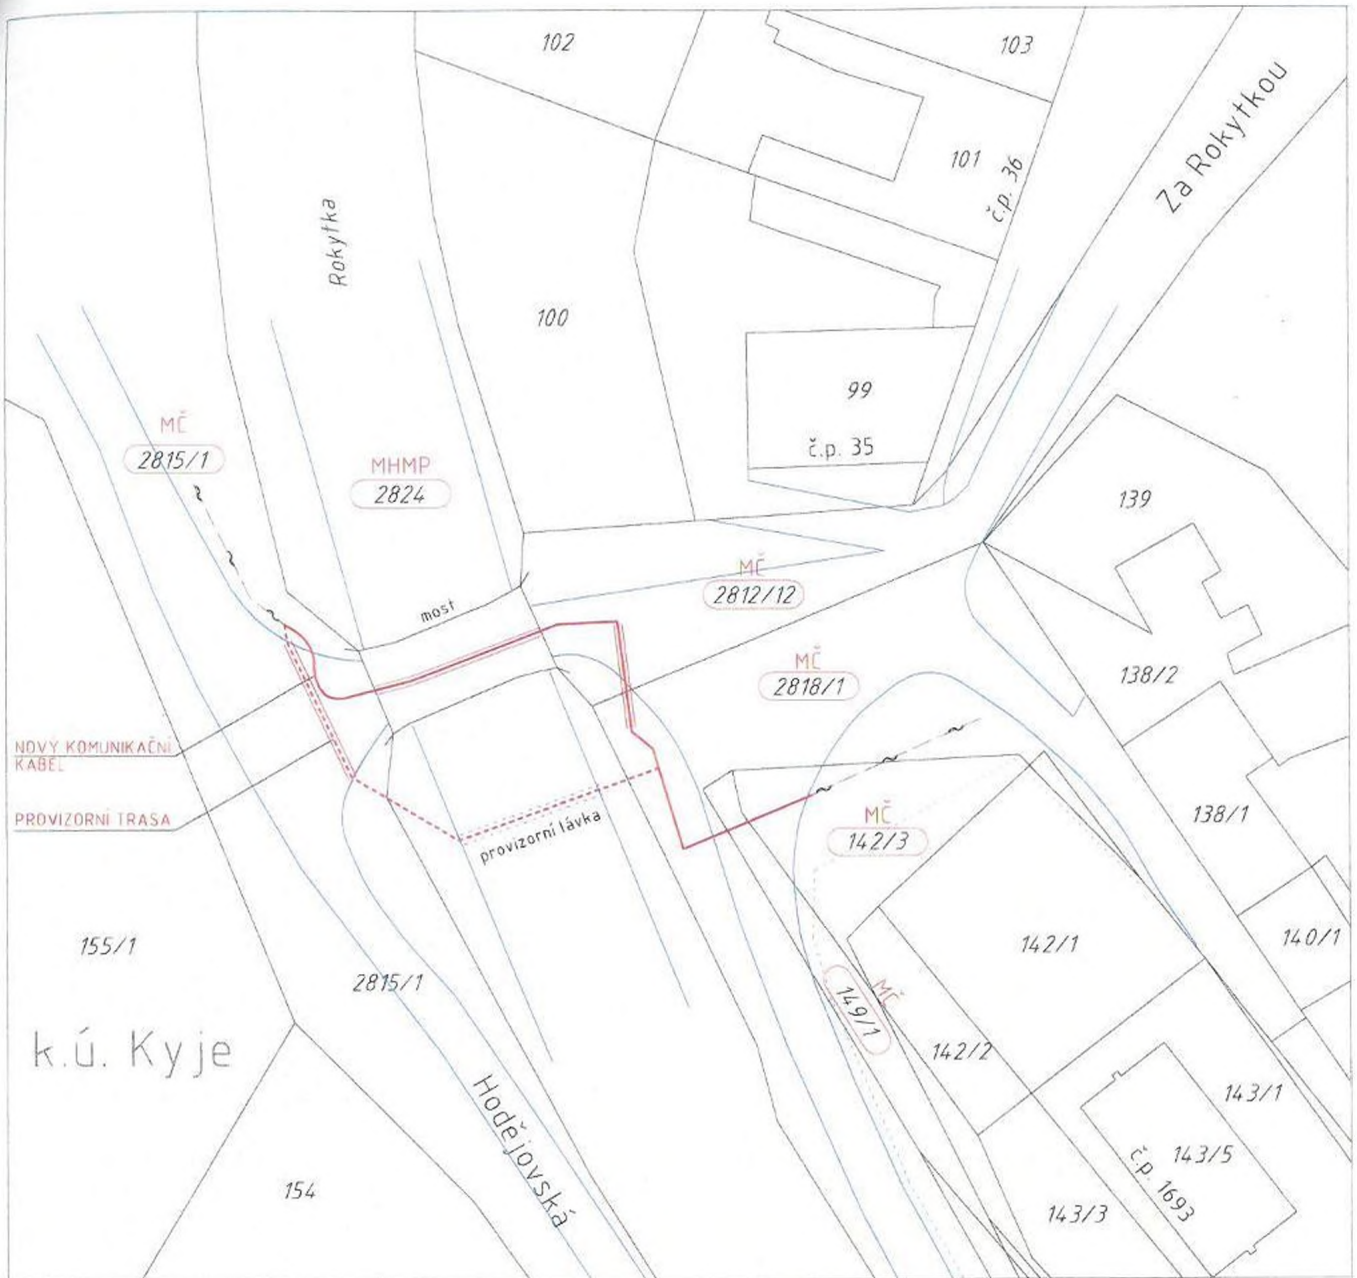 102
103
Za Rokytkou
101
č.p. 36
Rokytka
100
99
č.p. 35
MČ
2815/1
MHMP
2824
139
MČ
2812/12
most
MČ
2818/1
138/2
NOVÝ KOMUNIKAČNÍ
KABEL
PROVIZORNÍ TRASA
138/1
MČ
142/3
provizorní lávka
155/1
2815/1
142/1
140/1
MČ
149/1
k.ú. Kyje
142/2
143/1
Hodějovská
143/5
č.p. 1693
154
143/3